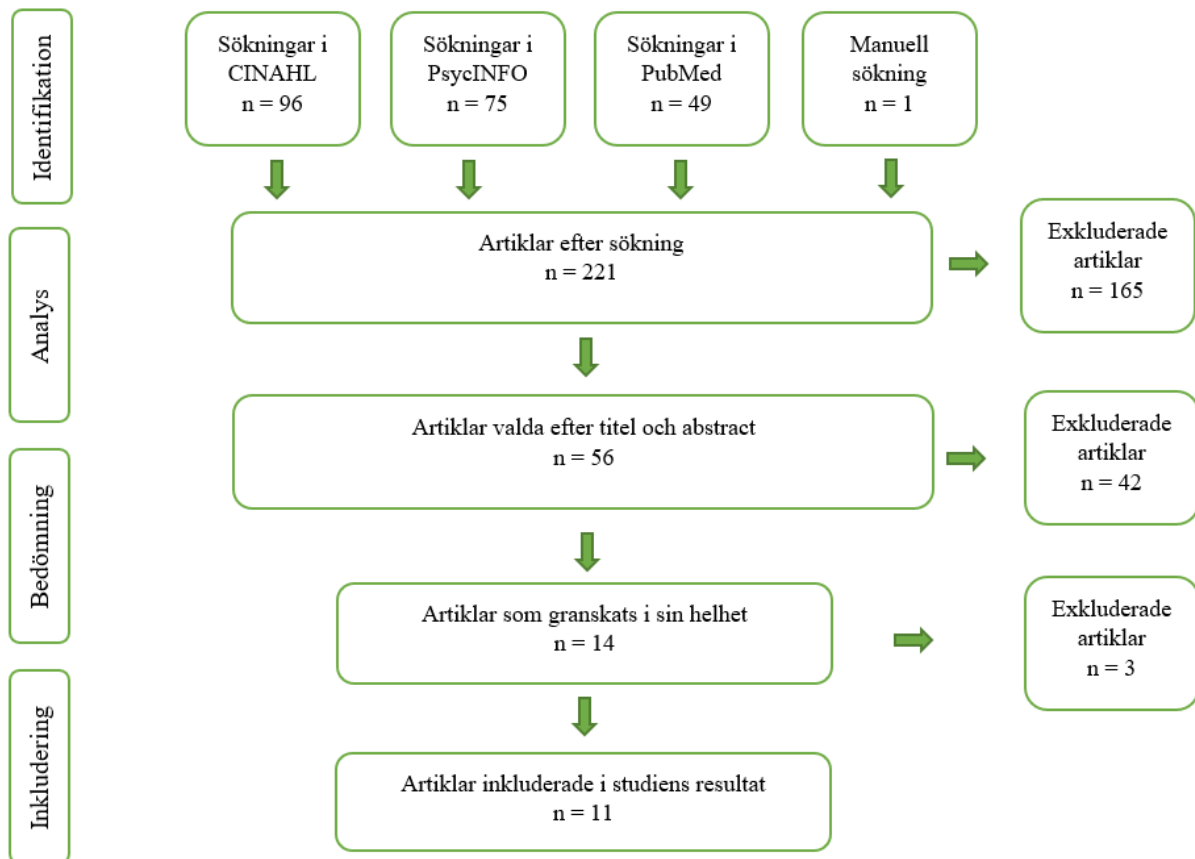 Identifikation
Sökningar i
CINAHL
n = 96
Sökningar i
PsycINFO
n = 75
Sökningar i
PubMed
n = 49
Manuell
sökning
n = 1
Analys
Artiklar efter sökning
n = 221
Exkluderade
artiklar
n = 165
Artiklar valda efter titel och abstract
n = 56
Exkluderade
artiklar
n = 42
Bedömning
Artiklar som granskats i sin helhet
n = 14
Exkluderade
artiklar
n = 3
Inkludering
Artiklar inkluderade i studiens resultat
n = 11